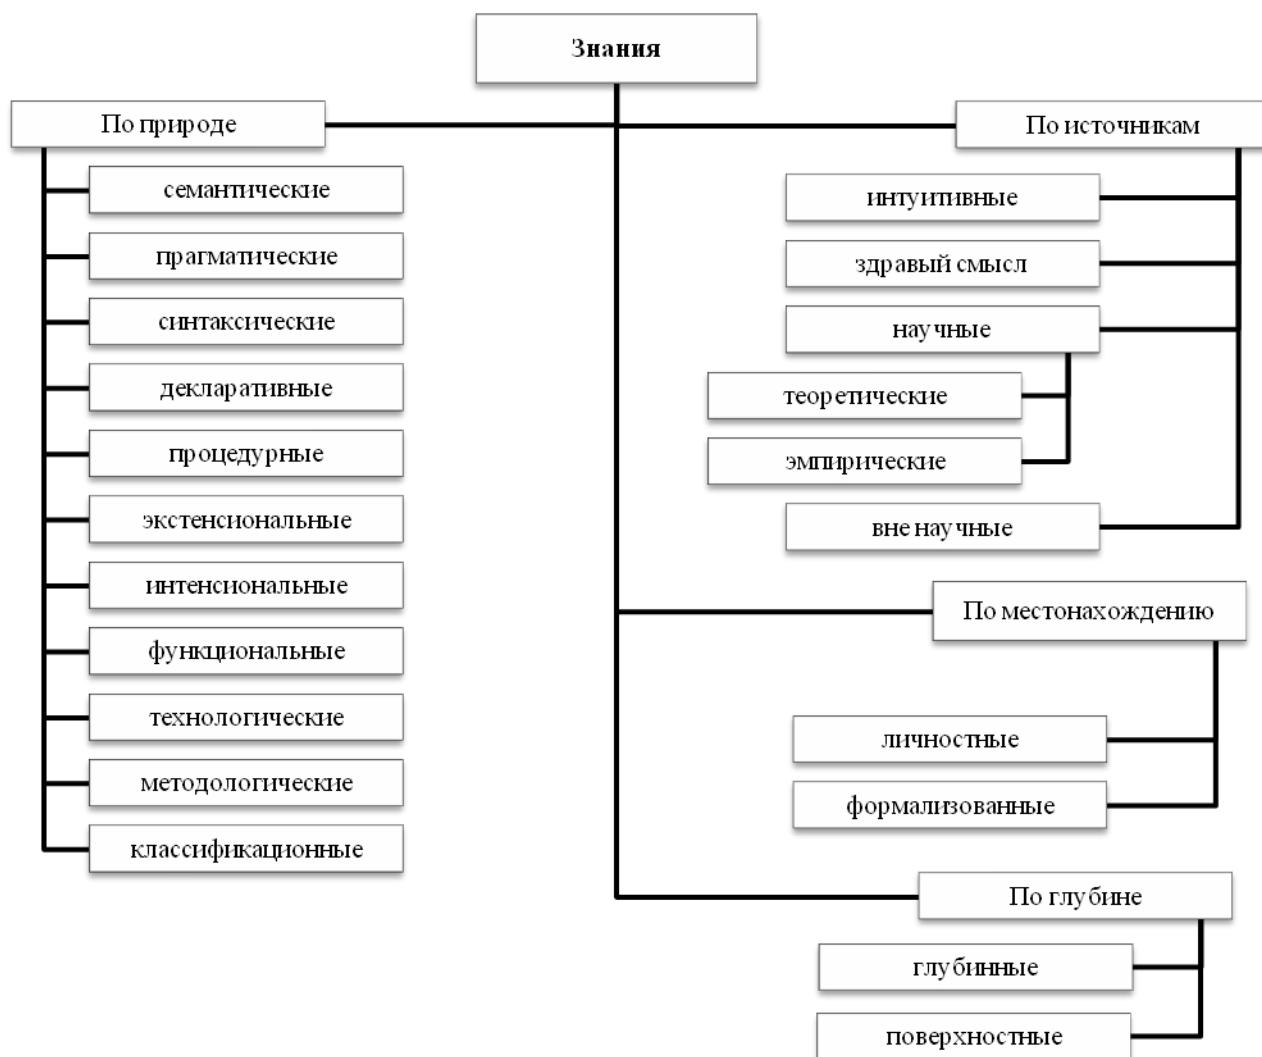 Знания
По природе
семантические
прагматические
синтаксические
декларативные
процедурные
экстенсиональные
интенсиональные
функциональные
технологические
методологические
классификационные
По источникам
интуитивные
здравый смысл
научные
теоретические
эмпирические
вне научные
По местонахождению
личностные
формализованные
По глубине
глубинные
поверхностные